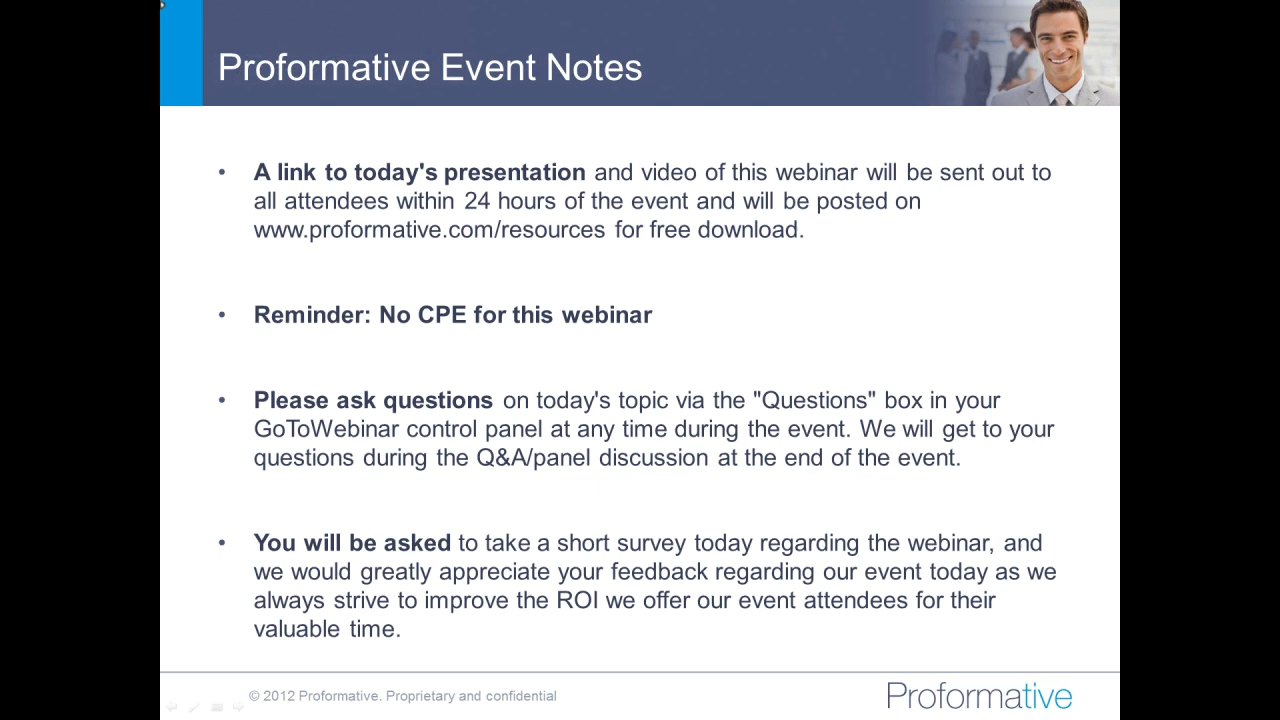 Proformative Event Notes
• A link to today's presentation and video of this webinar will be sent out to
all attendees within 24 hours of the event and will be posted on
www.proformative.com/resources for free download.
• Reminder: No CPE for this webinar
• Please ask questions on today's topic via the "Questions" box in your
GoToWebinar control panel at any time during the event. We will get to your
questions during the Q&A/panel discussion at the end of the event.
• You will be asked to take a short survey today regarding the webinar, and
we would greatly appreciate your feedback regarding our event today as we
always strive to improve the ROI we offer our event attendees for their
valuable time.
© 2012 Proformative. Proprietary and confidential
Proformative